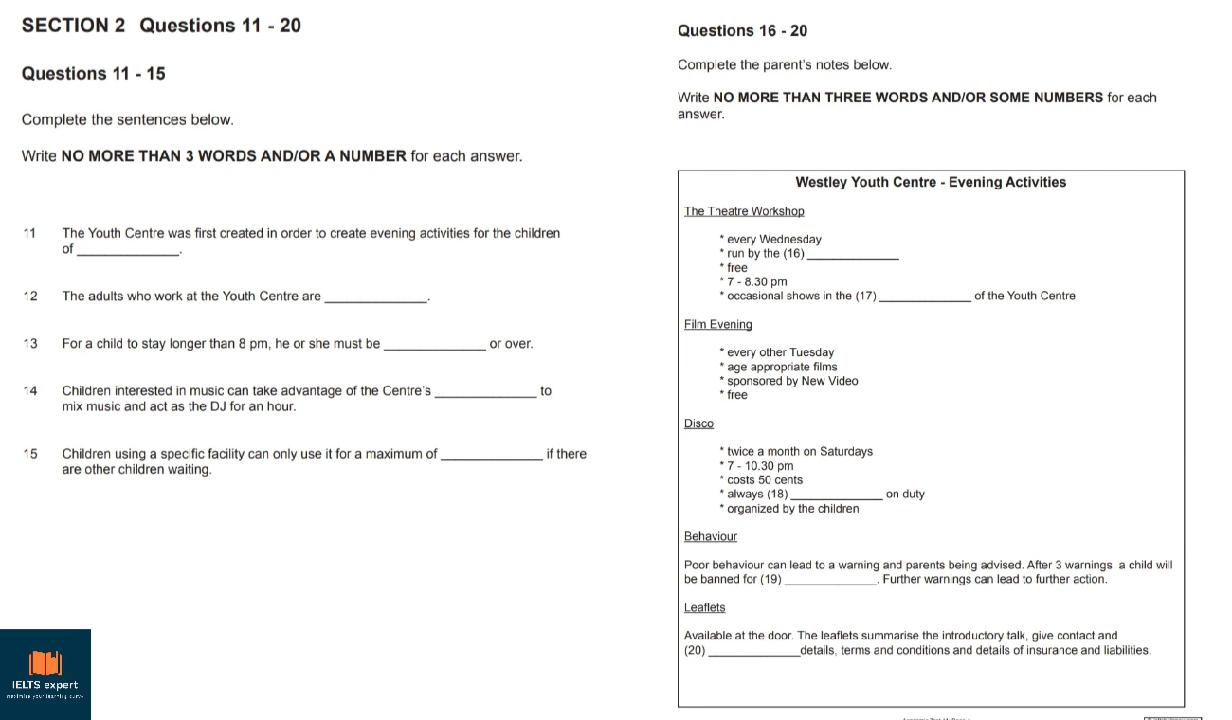 SECTION 2 Questions 11 - 20
Questions 11 - 15
Complete the sentences below.
Write NO MORE THAN 3 WORDS AND/OR A NUMBER for each answer.
11 The Youth Centre was first created in order to create evening activities for the children
of _______________.
12 The adults who work at the Youth Centre are _______________.
13 For a child to stay longer than 8 pm, he or she must be _______________ or over.
14 Children interested in music can take advantage of the Centre's _______________ to
mix music and act as the DJ for an hour.
15 Children using a specific facility can only use it for a maximum of _______________ if there
are other children waiting.
IELTS expert
Questions 16 - 20
Complete the parent's notes below.
Write NO MORE THAN THREE WORDS AND/OR SOME NUMBERS for each
answer.
Westley Youth Centre - Evening Activities
The Theatre Workshop
* every Wednesday
* run by the (16) ______________
* free
* 7 - 8.30 pm
* occasional shows in the (17) ______________ of the Youth Centre
Film Evening
* every other Tuesday
* age appropriate films
* sponsored by New Video
* free
Disco
* twice a month on Saturdays
* 7 - 10.30 pm
* costs 50 cents
* always (18) ______________ on duty
* organized by the children
Behaviour
Poor behaviour can lead to a warning and parents being advised. After 3 warnings a child will
be banned for (19) ______________. Further warnings can lead to further action.
Leaflets
Available at the door. The leaflets summarise the introductory talk, give contact and
(20) ______________ details, terms and conditions and details of insurance and liabilities.